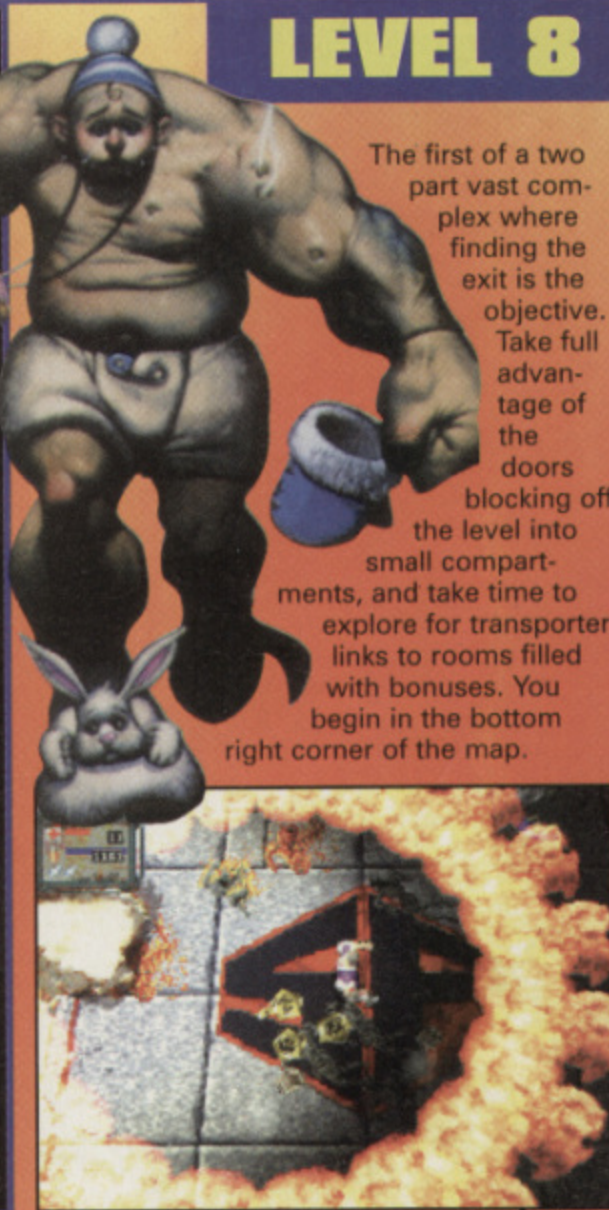 LEVEL 8
The first of a two
part vast com-
plex where
finding the
exit is the
objective.
Take full
advan-
tage of
the
doors
blocking off
the level into
small compart-
ments, and take time to
explore for transporter
links to rooms filled
with bonuses. You
begin in the bottom
right corner of the map.